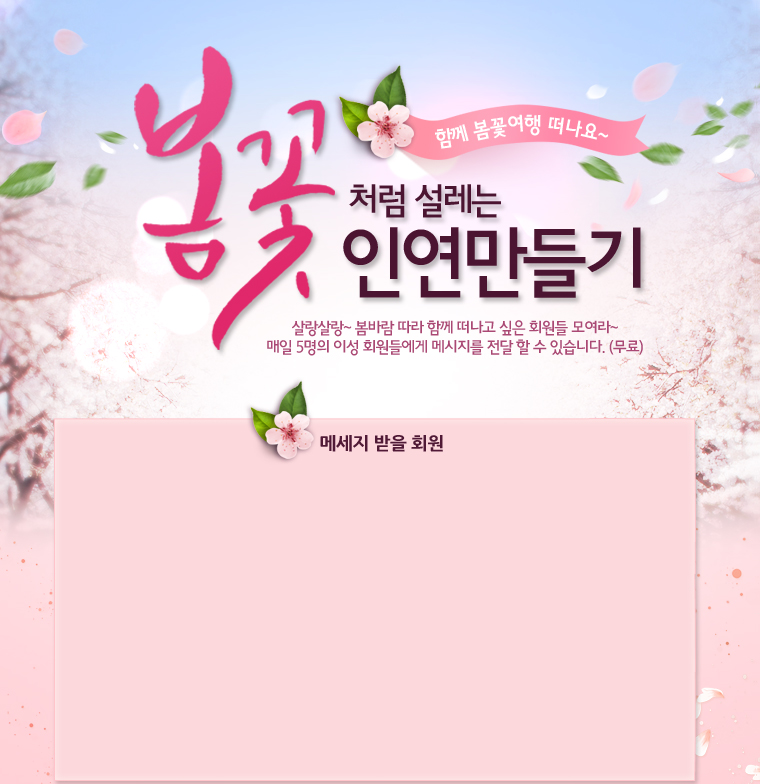 함께 봄꽃여행 떠나요~
봄꽃
처럼 설레는
인연만들기
살랑살랑~ 봄바람 따라 함께 떠나고 싶은 회원들 모여라~
매일 5명의 이성 회원들에게 메시지를 전달 할 수 있습니다. (무료)
메세지 받을 회원